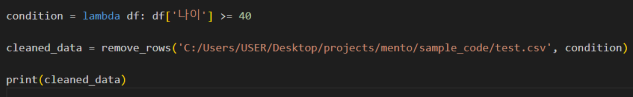 condition = lambda df: df['나이'] >= 40
cleaned_data = remove_rows('C:/Users/USER/Desktop/projects/mento/sample_code/test.csv', condition)
print(cleaned_data)